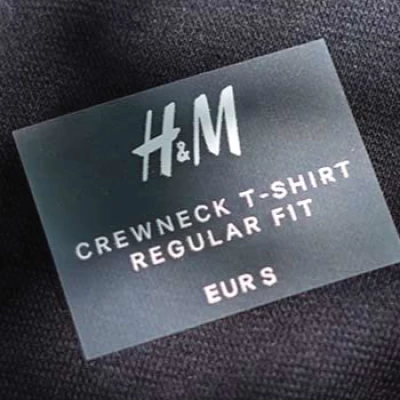 H&M
CREWNECK T-SHIRT
REGULAR FIT
EUR S